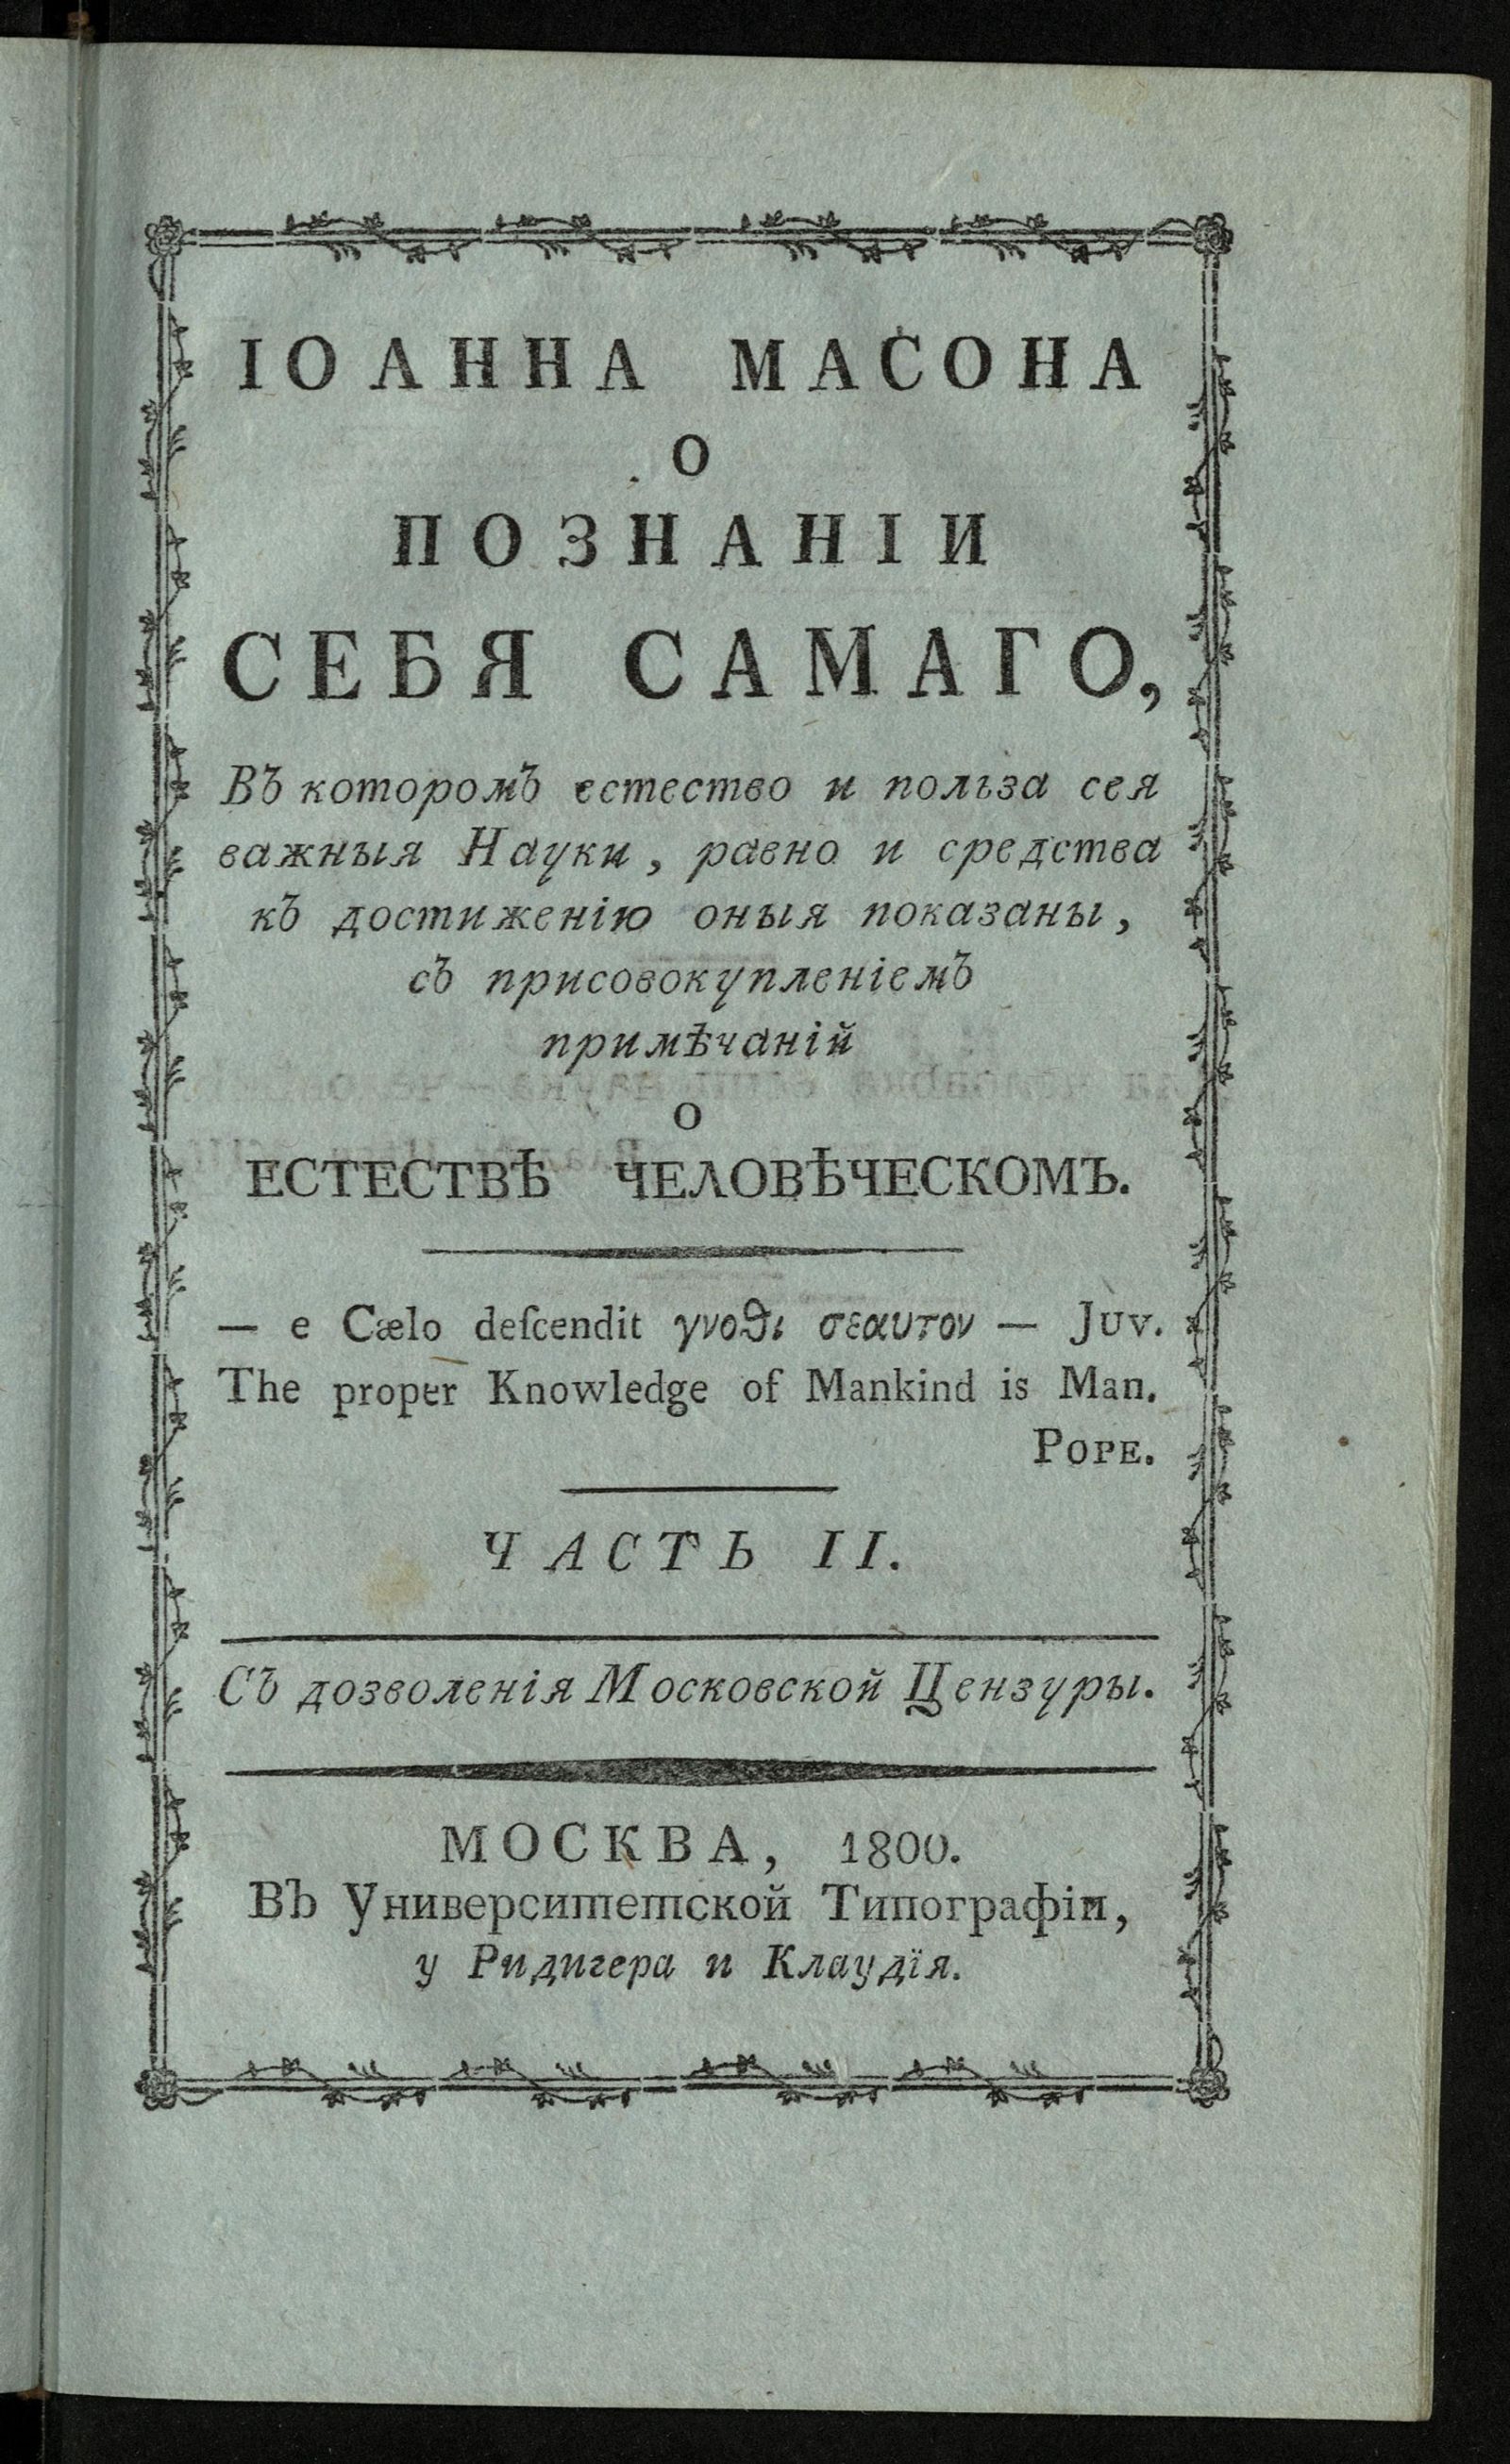 ІОАННА МАСОНА
О
ПОЗНАНІИ
СЕБЯ САМАГО,
Въ которомъ естество и польза сея
важныя Науки, равно и средства
къ достиженію оныя показаны,
съ присовокупленіемъ
примѣчаній
О
ЕСТЕСТВѢ ЧЕЛОВѢЧЕСКОМЪ.
— e Cælo deſcendit γνοϑι σεαυτον — Juv.
The proper Knowledge of Mankind is Man.
Pope.
ЧАСТЬ II.
Съ дозволенія Московской Цензуры.
МОСКВА, 1800.
Въ Университетской Типографіи,
у Ридигера и Клаудїя.